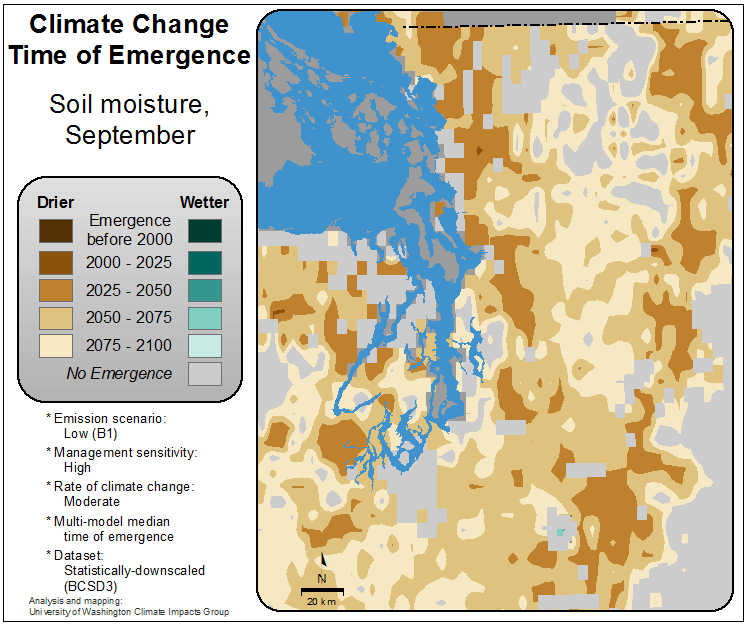 Climate Change
Time of Emergence
Soil moisture,
September
Drier Wetter
Emergence
before 2000
2000 - 2025
2025 - 2050
2050 - 2075
2075 - 2100
No Emergence
* Emission scenario:
Low (B1)
* Management sensitivity:
High
* Rate of climate change:
Moderate
* Multi-model median
time of emergence
* Dataset:
Statistically-downscaled
(BCSD3)
Analysis and mapping:
University of Washington Climate Impacts Group
N
20 km